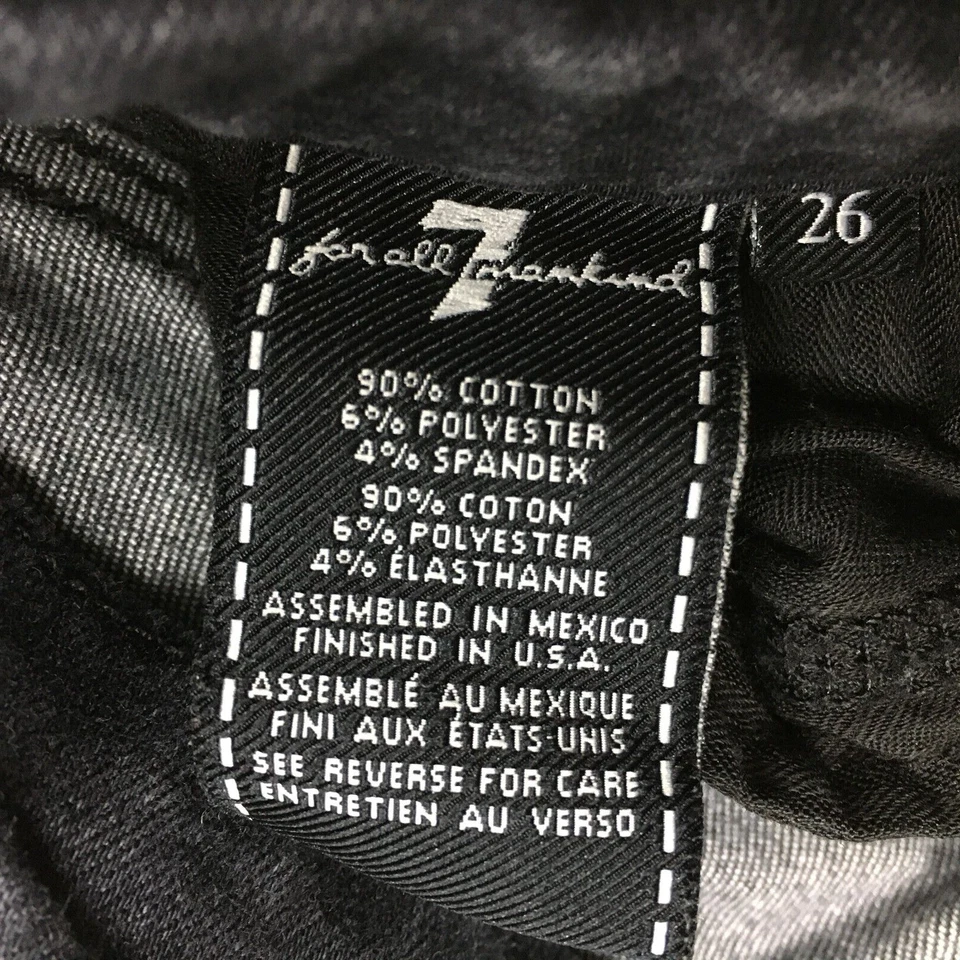 7
for all mankind
26
90% COTTON
6% POLYESTER
4% SPANDEX
90% COTON
6% POLYESTER
4% ÉLASTHANNE
ASSEMBLED IN MEXICO
FINISHED IN U.S.A.
ASSEMBLÉ AU MEXIQUE
FINI AUX ÉTATS-UNIS
SEE REVERSE FOR CARE
ENTRETIEN AU VERSO